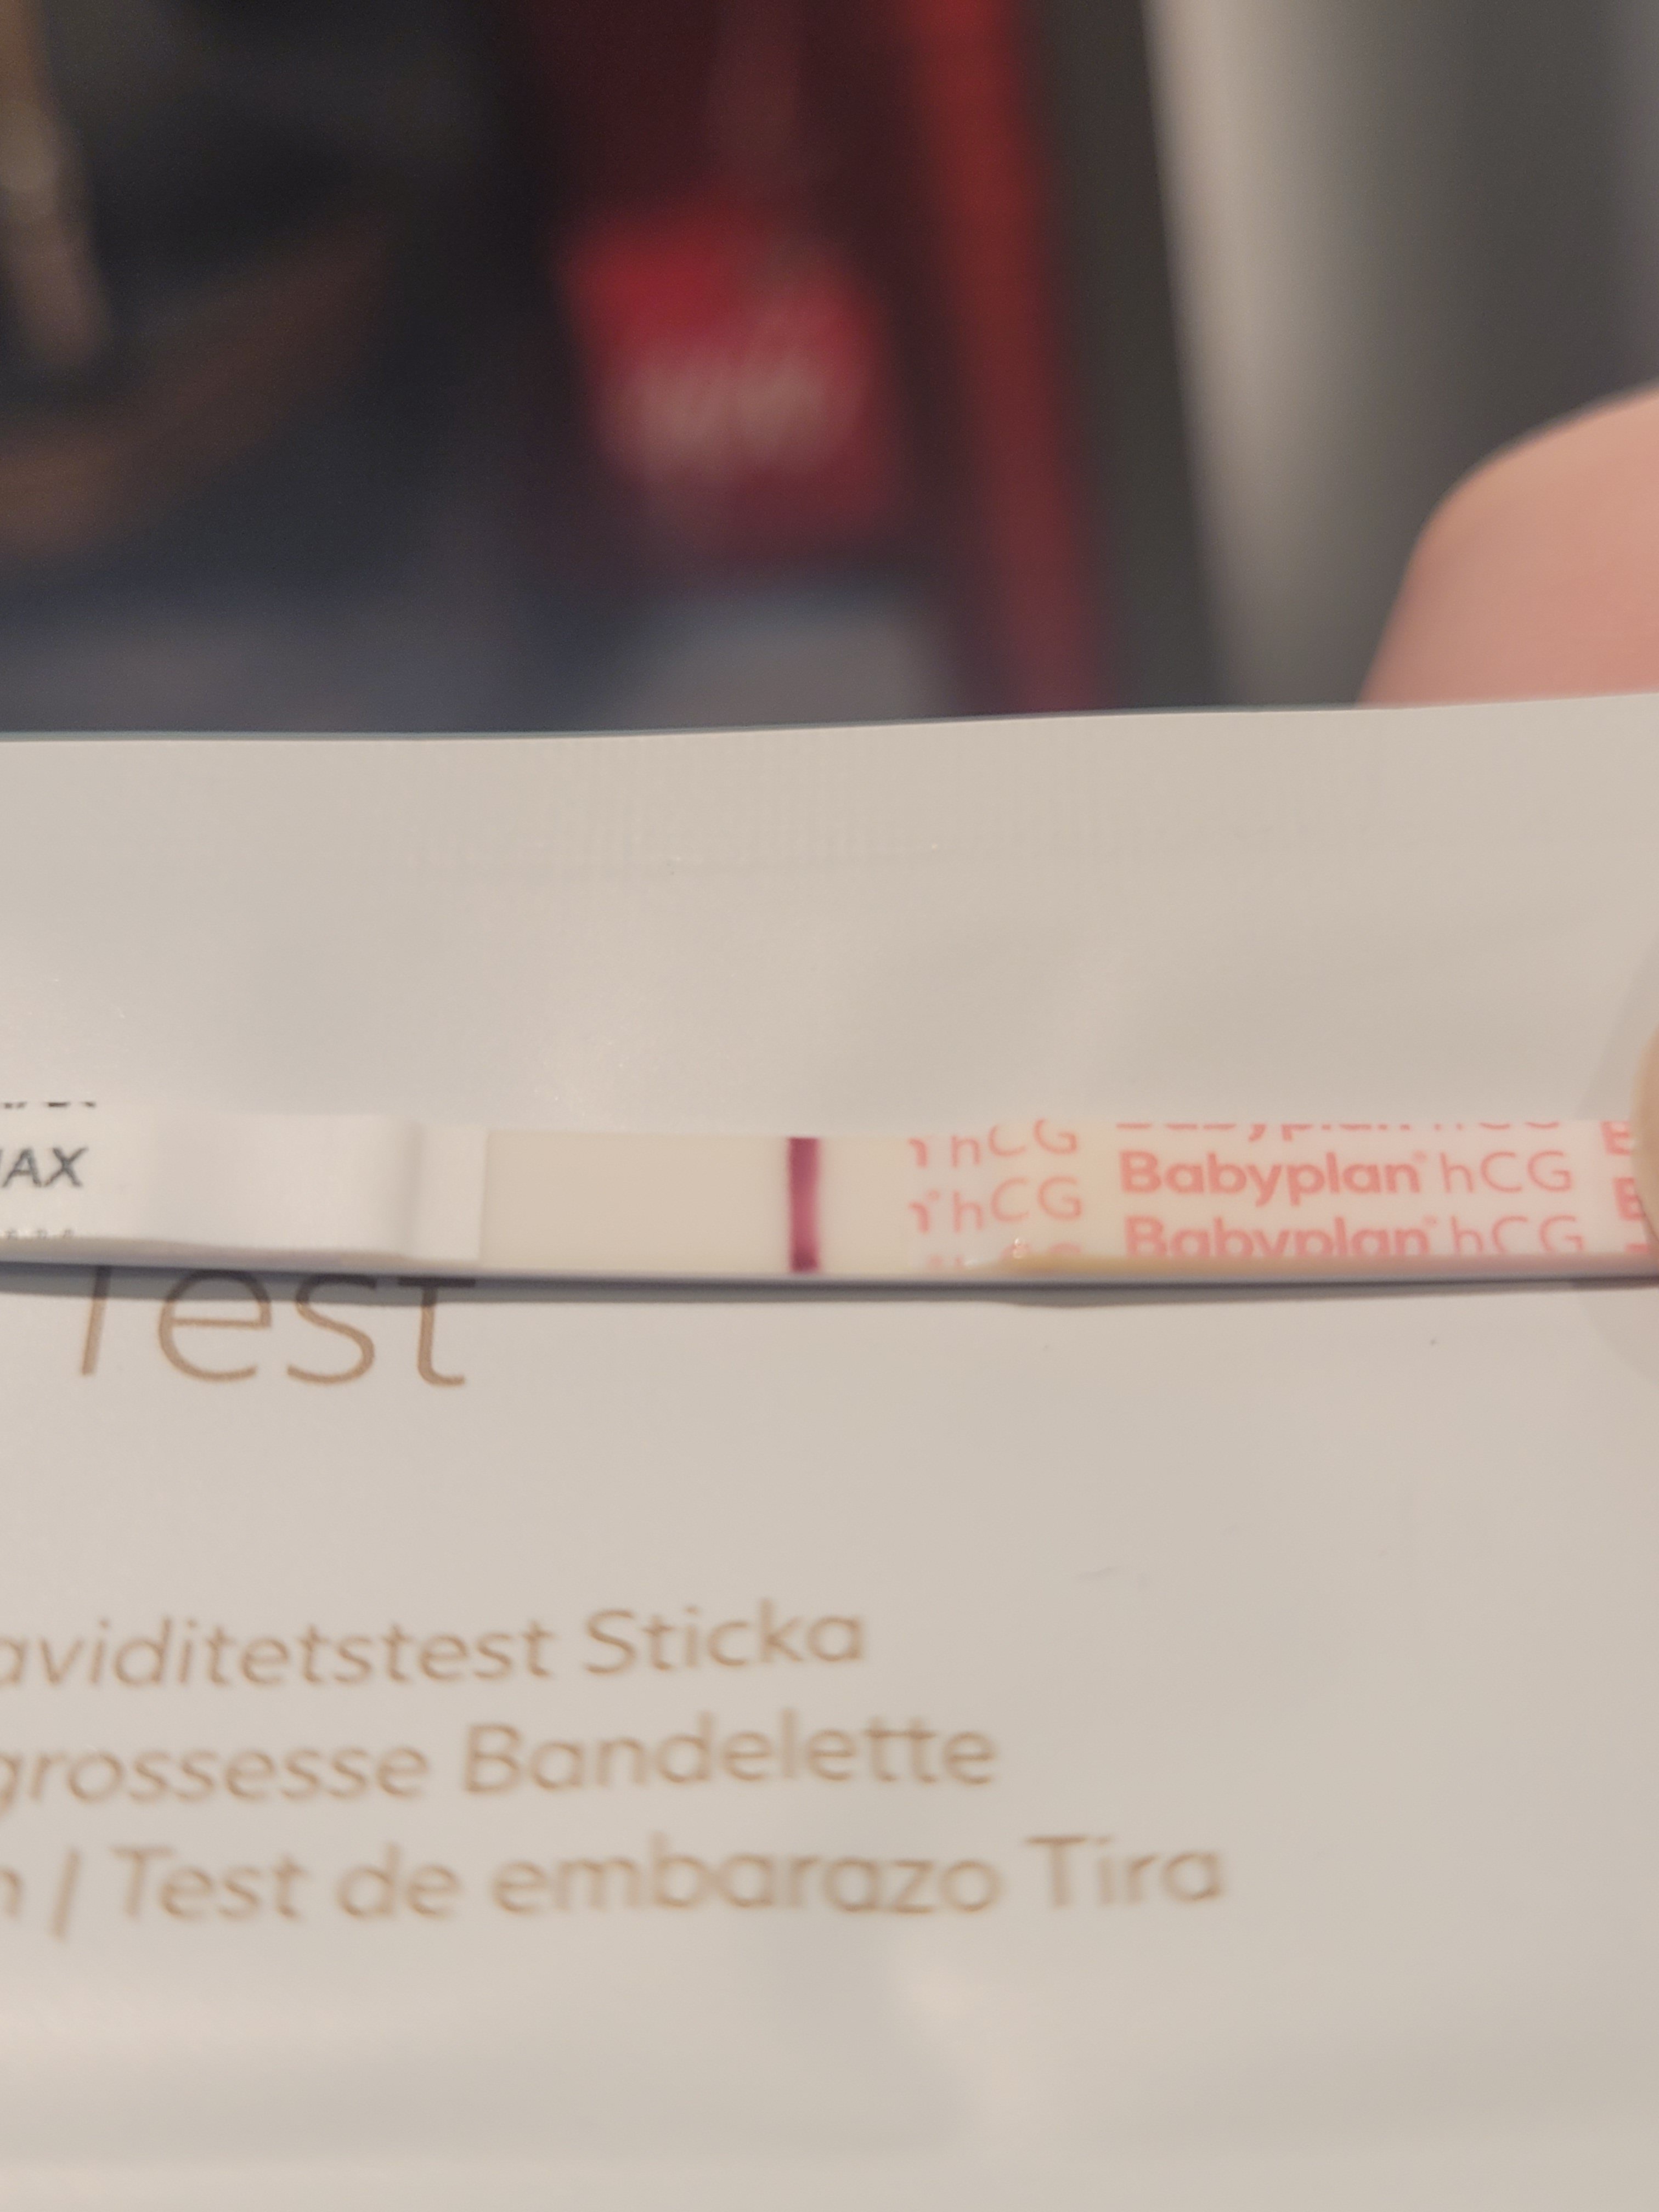 AX
hCG
Babyplan® hCG
hCG
Babyplan® hCG
Test
aviditetstest Sticka
grossesse Bandelette
| Test de embarazo Tira